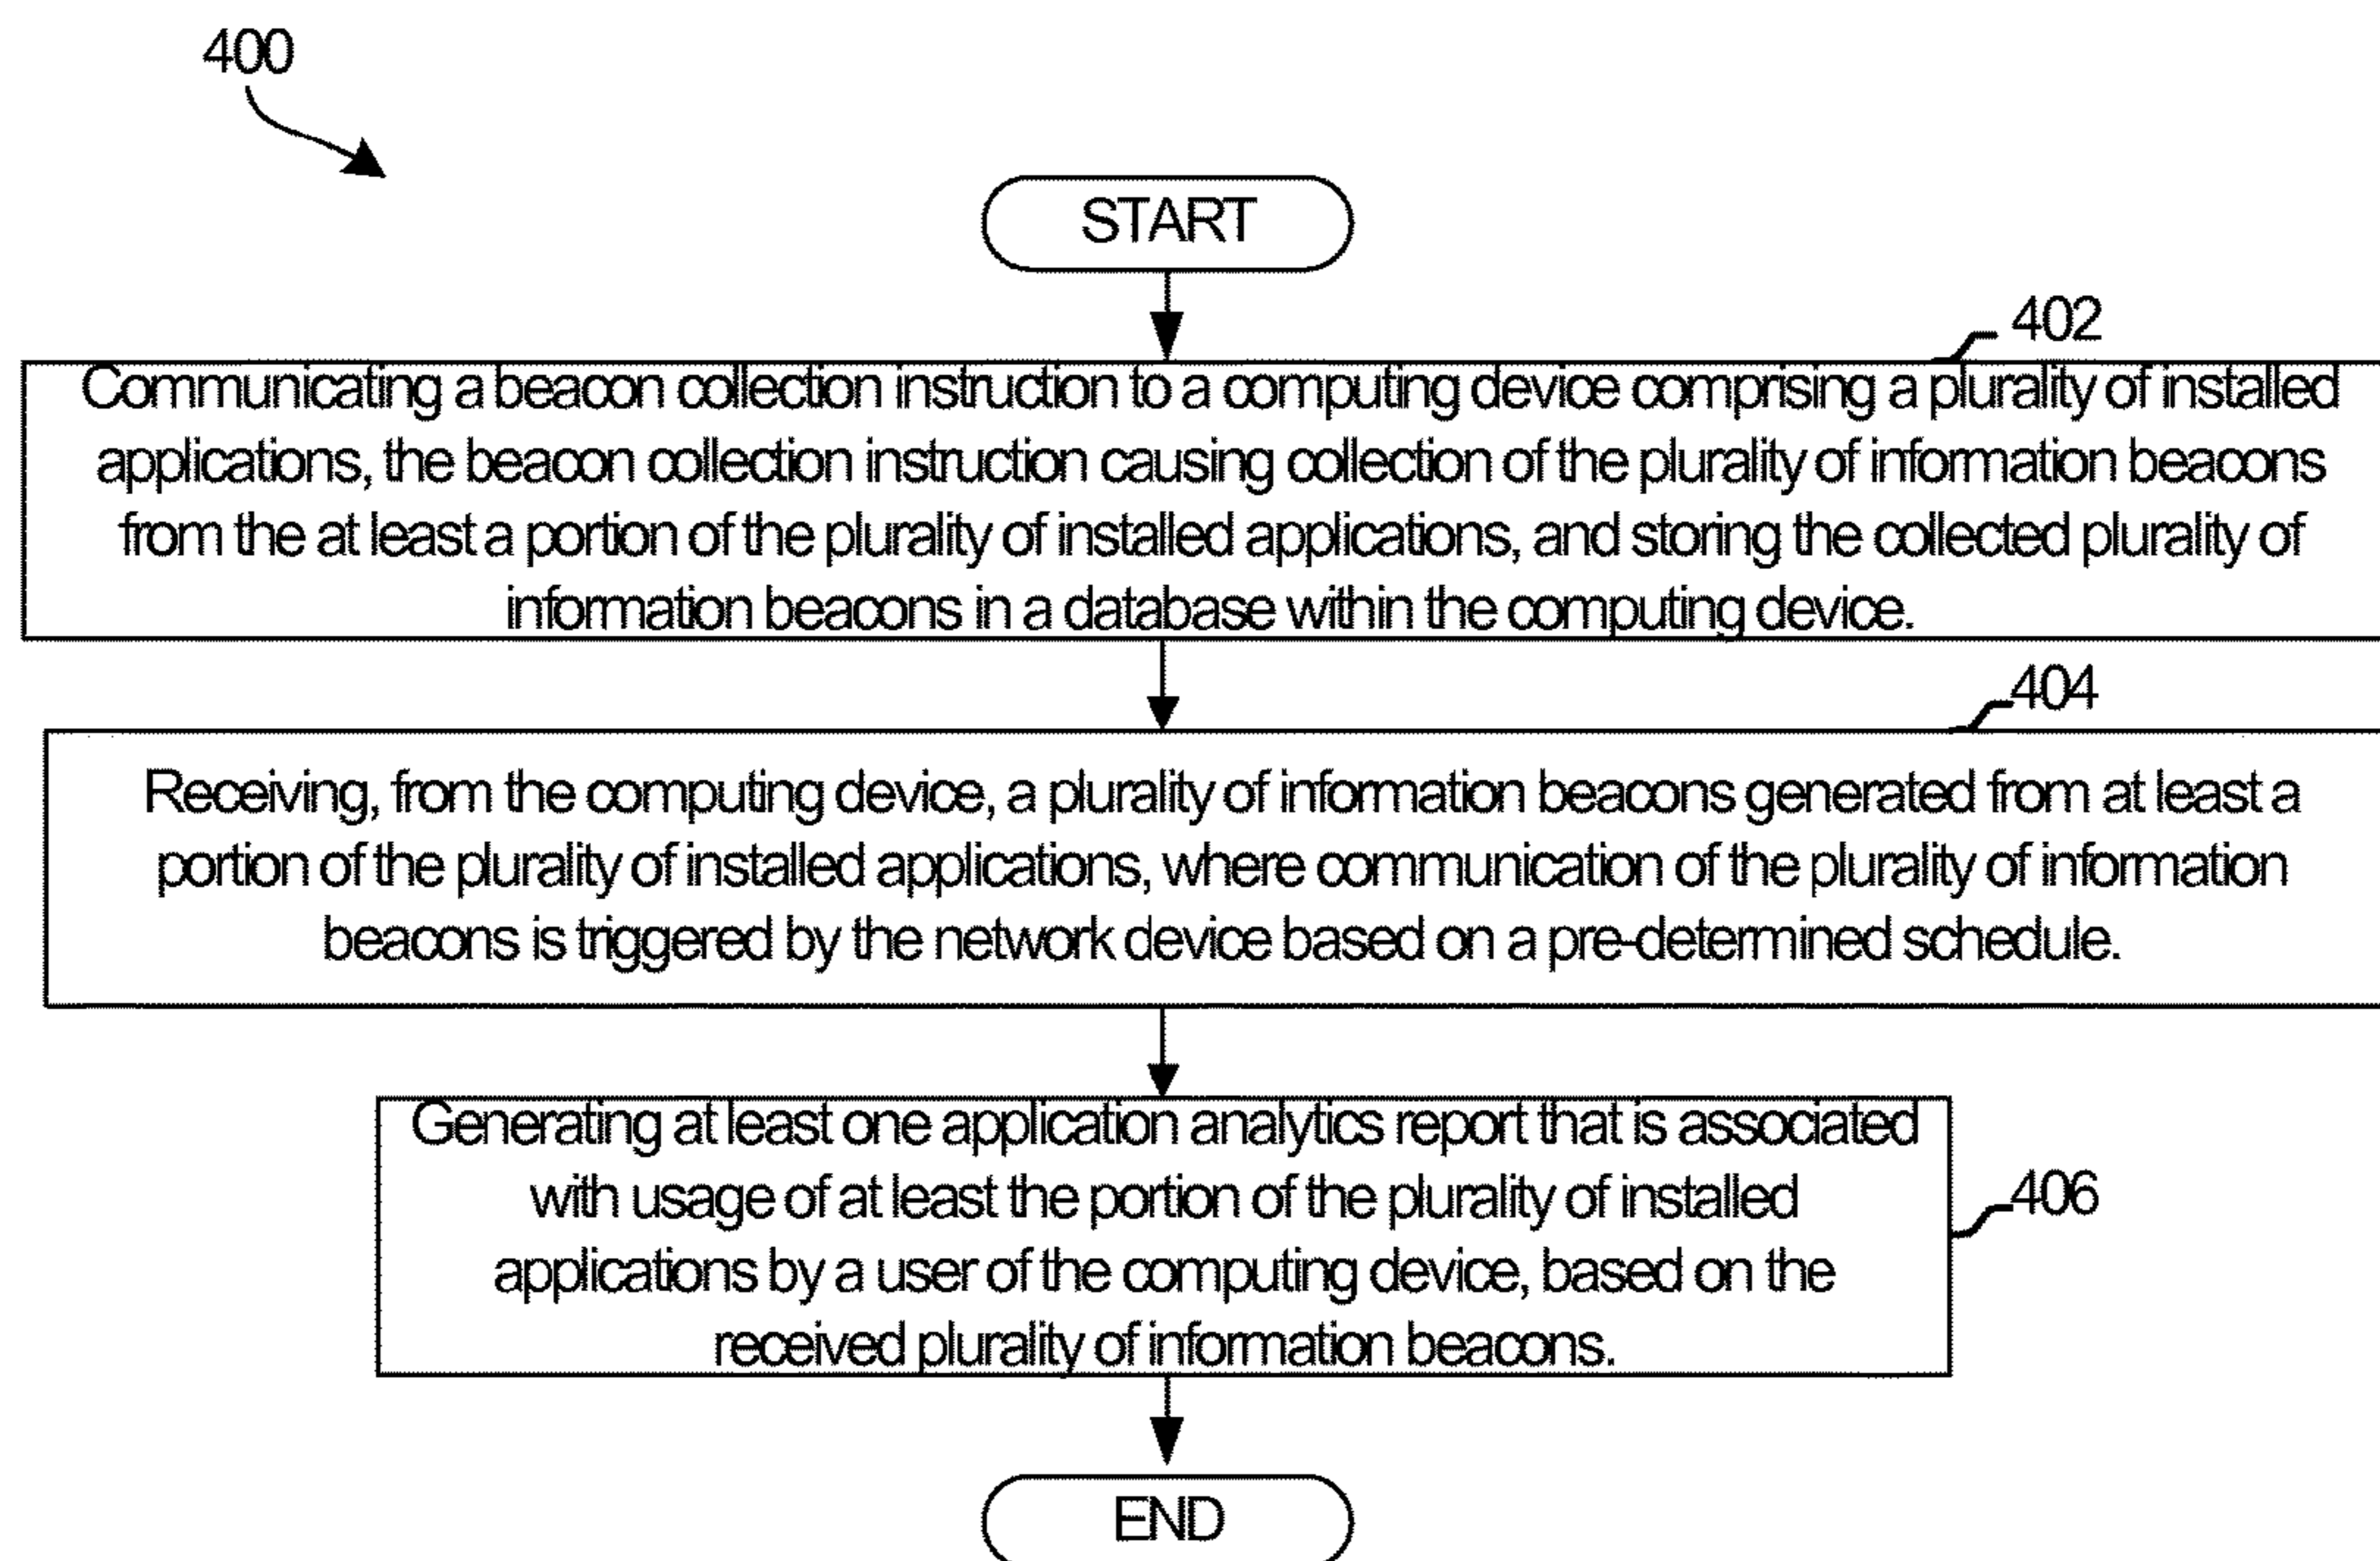 400
START
402
Communicating a beacon collection instruction to a computing device comprising a plurality of installed
applications, the beacon collection instruction causing collection of the plurality of information beacons
from the at least a portion of the plurality of installed applications, and storing the collected plurality of
information beacons in a database within the computing device.
404
Receiving, from the computing device, a plurality of information beacons generated from at least a
portion of the plurality of installed applications, where communication of the plurality of information
beacons is triggered by the network device based on a pre-determined schedule.
Generating at least one application analytics report that is associated
with usage of at least the portion of the plurality of installed
applications by a user of the computing device, based on the
received plurality of information beacons.
406
END